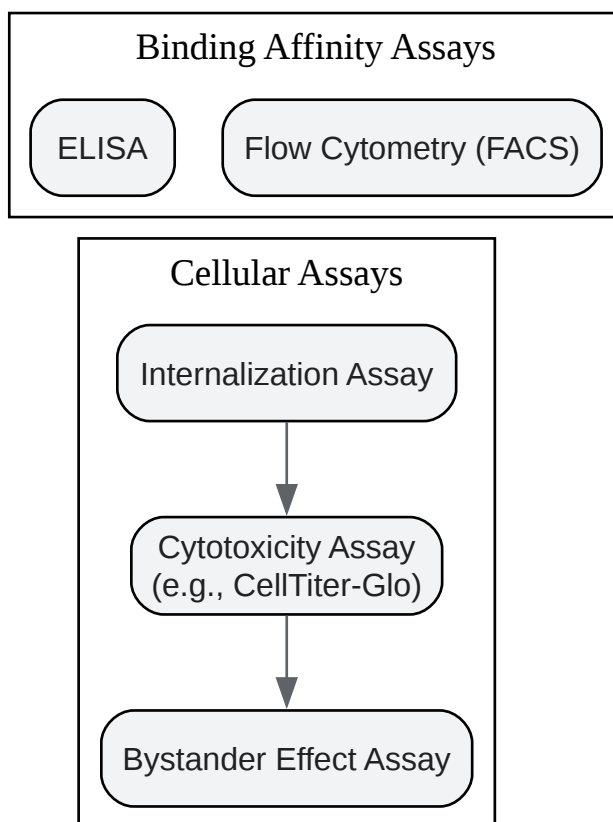 Binding Affinity Assays
ELISA
Flow Cytometry (FACS)
Cellular Assays
Internalization Assay
Cytotoxicity Assay
(e.g., CellTiter-Glo)
Bystander Effect Assay